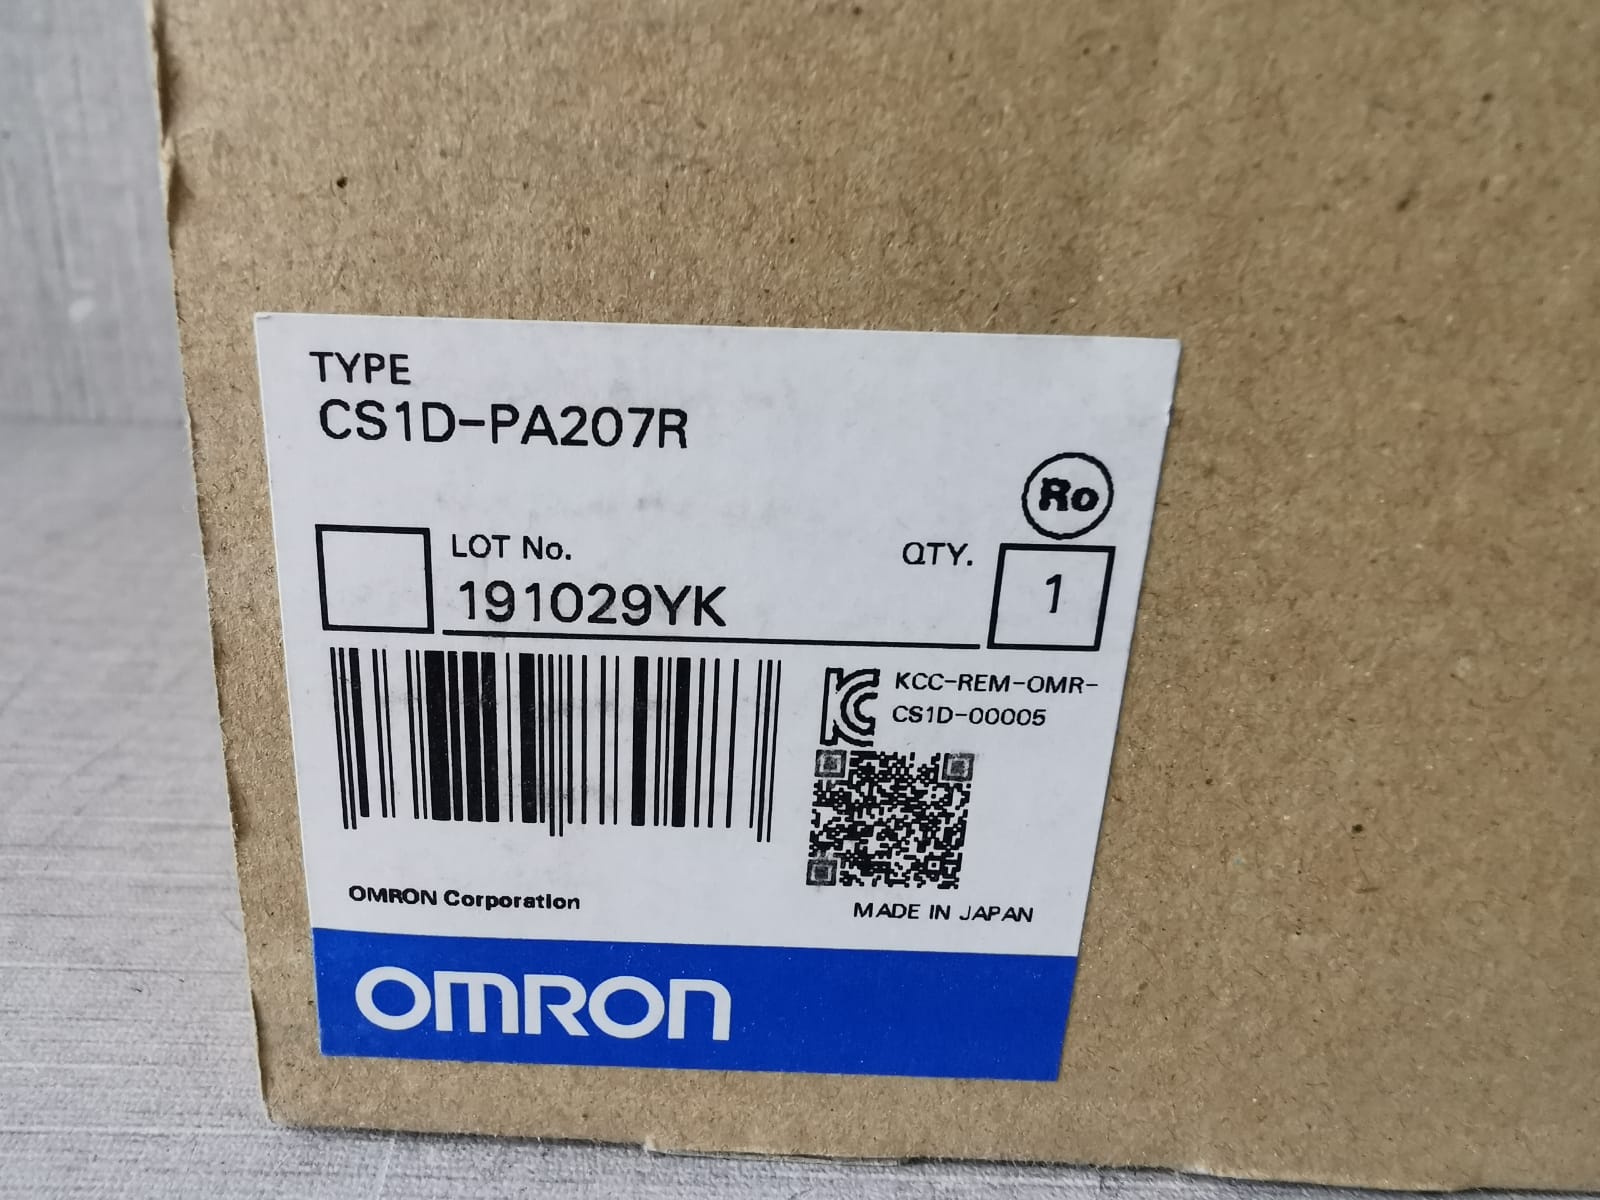 TYPE
CS1D-PA207R
Ro
LOT No.
QTY.
191029YK
1
KCC-REM-OMR-
CS1D-00005
OMRON Corporation
MADE IN JAPAN
OMRON